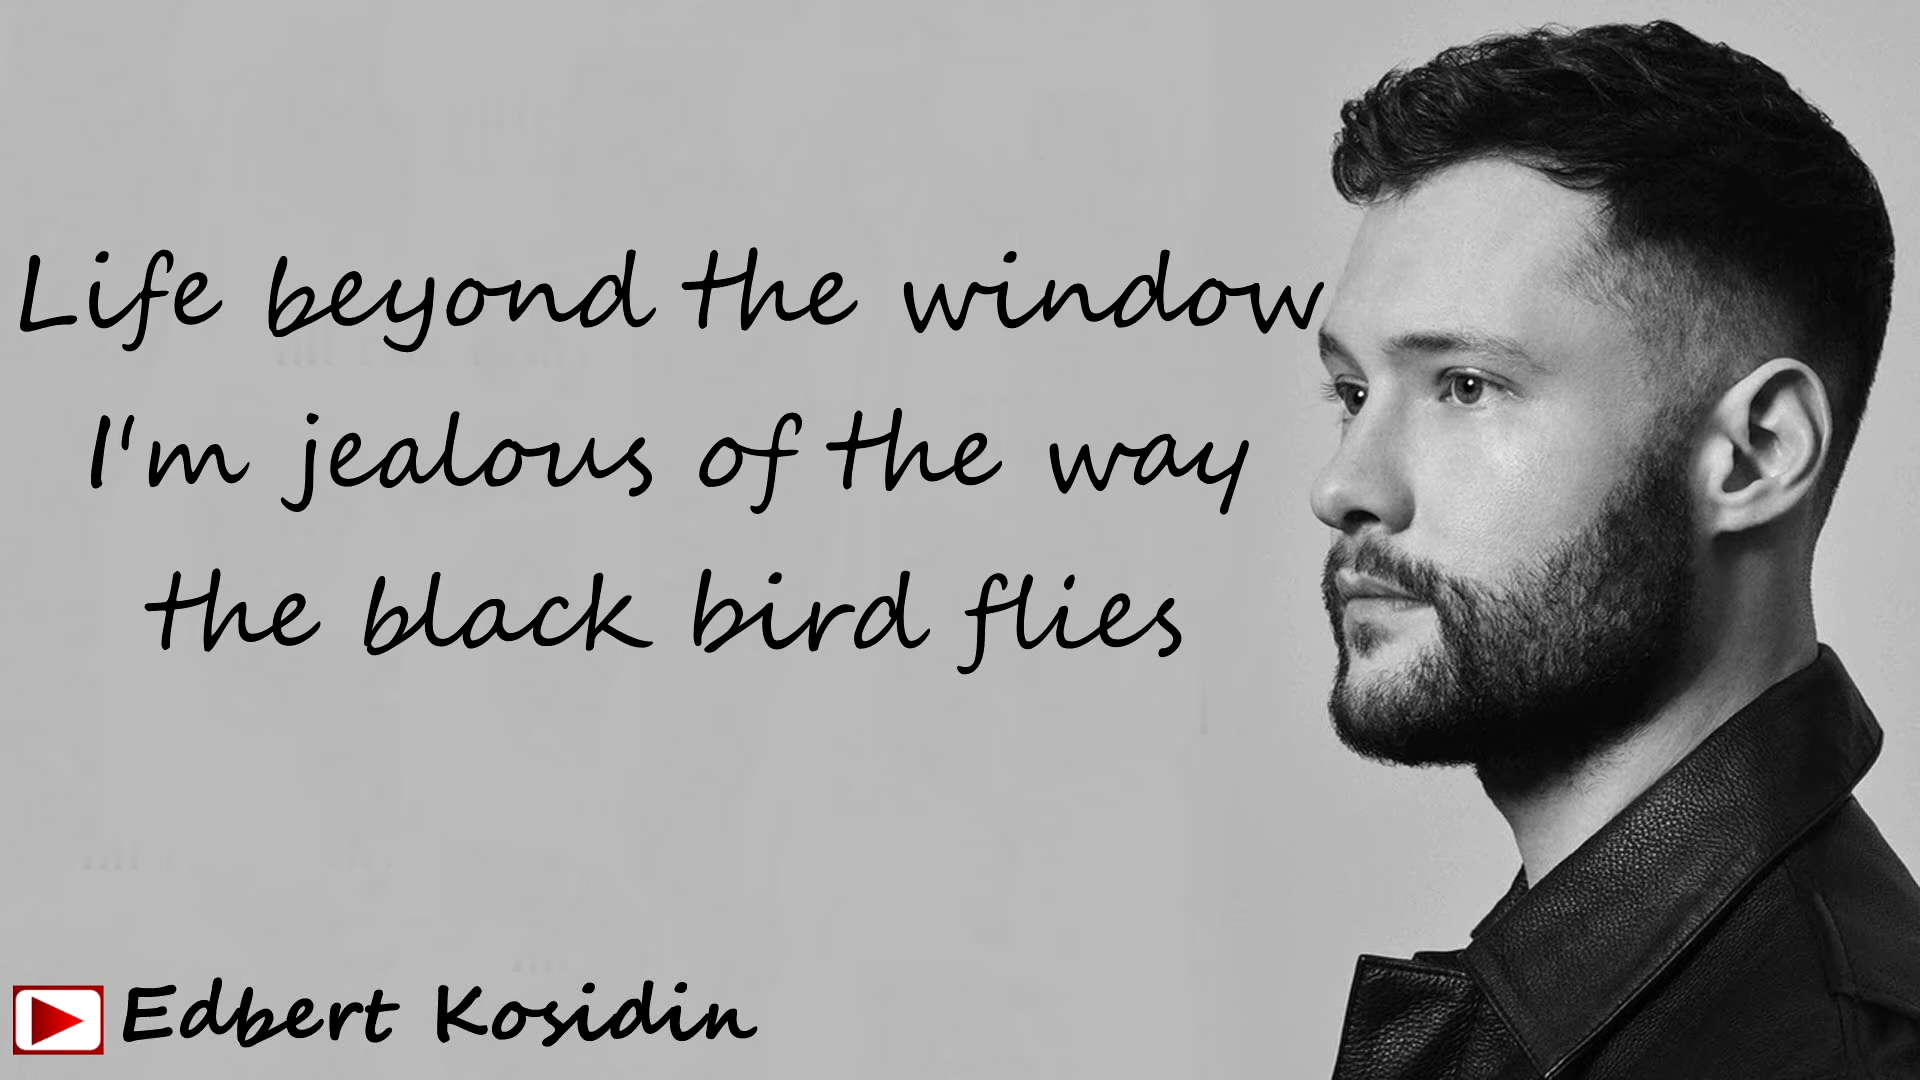 Life beyond the window
I'm jealous of the way
the black bird flies
Edbert Kosidin